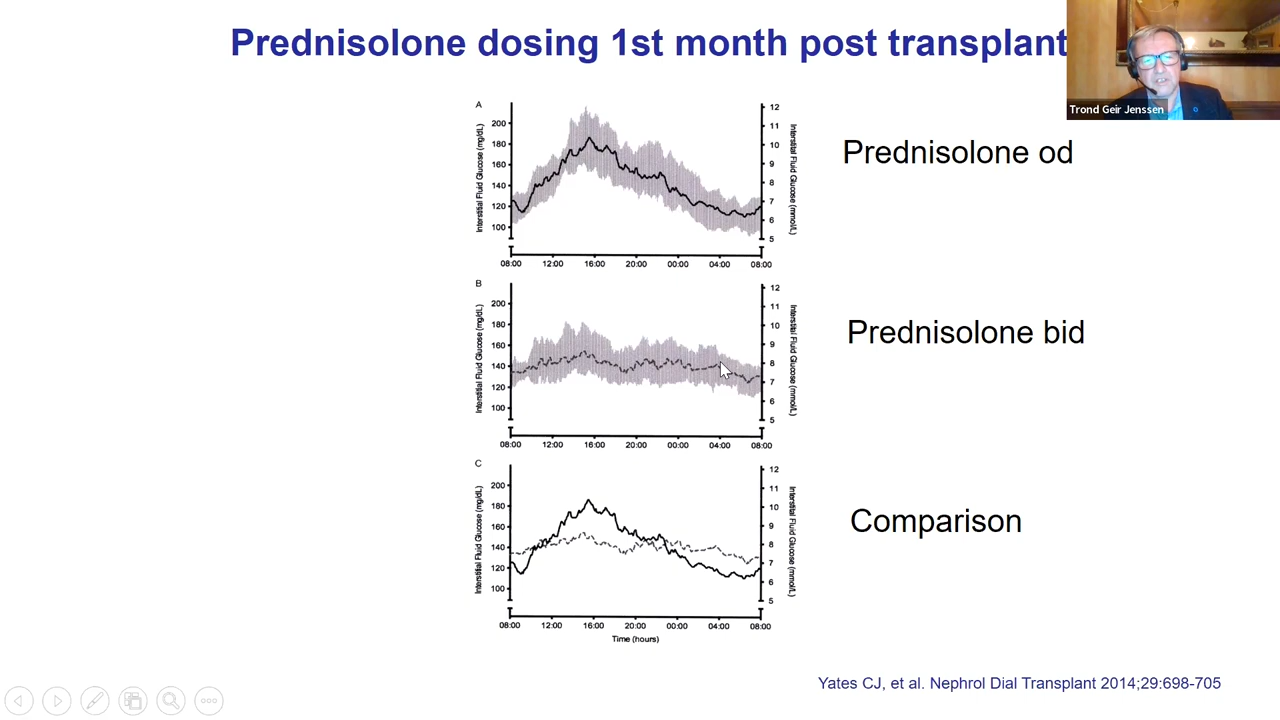 Prednisolone dosing 1st month post transplant
Trond Geir Jenssen
A
Interstitial Fluid Glucose (mg/dL)
200
180
160
140
120
100
12
11
10
9
8
7
6
5
Interstitial Fluid Glucose (mmol/L)
08:00 12:00 16:00 20:00 00:00 04:00 08:00
Prednisolone od
B
Interstitial Fluid Glucose (mg/dL)
200
180
160
140
120
100
12
11
10
9
8
7
6
5
Interstitial Fluid Glucose (mmol/L)
08:00 12:00 16:00 20:00 00:00 04:00 08:00
Prednisolone bid
C
Interstitial Fluid Glucose (mg/dL)
200
180
160
140
120
100
12
11
10
9
8
7
6
5
Interstitial Fluid Glucose (mmol/L)
08:00 12:00 16:00 20:00 00:00 04:00 08:00
Time (hours)
Comparison
Yates CJ, et al. Nephrol Dial Transplant 2014;29:698-705